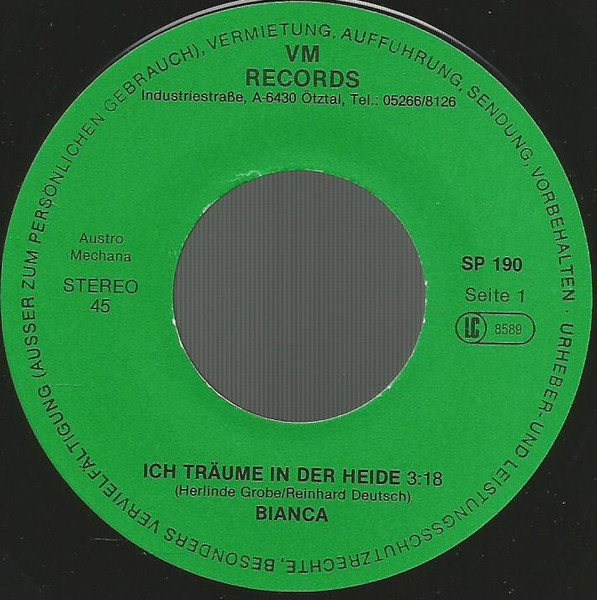 VM
RECORDS
Industriestraße, A-6430 Ötztal, Tel.: 05266/8126
Austro
Mechana
STEREO
45
SP 190
Seite 1
LC 8589
ICH TRÄUME IN DER HEIDE 3:18
(Herlinde Grobe/Reinhard Deutsch)
BIANCA
URHEBER- UND LEISTUNGSSCHUTZRECHTE, BESONDERS VERVIELFÄLTIGUNG (AUSSER ZUM PERSÖNLICHEN GEBRAUCH), VERMIETUNG, AUFFÜHRUNG, SENDUNG, VORBEHALTEN ·